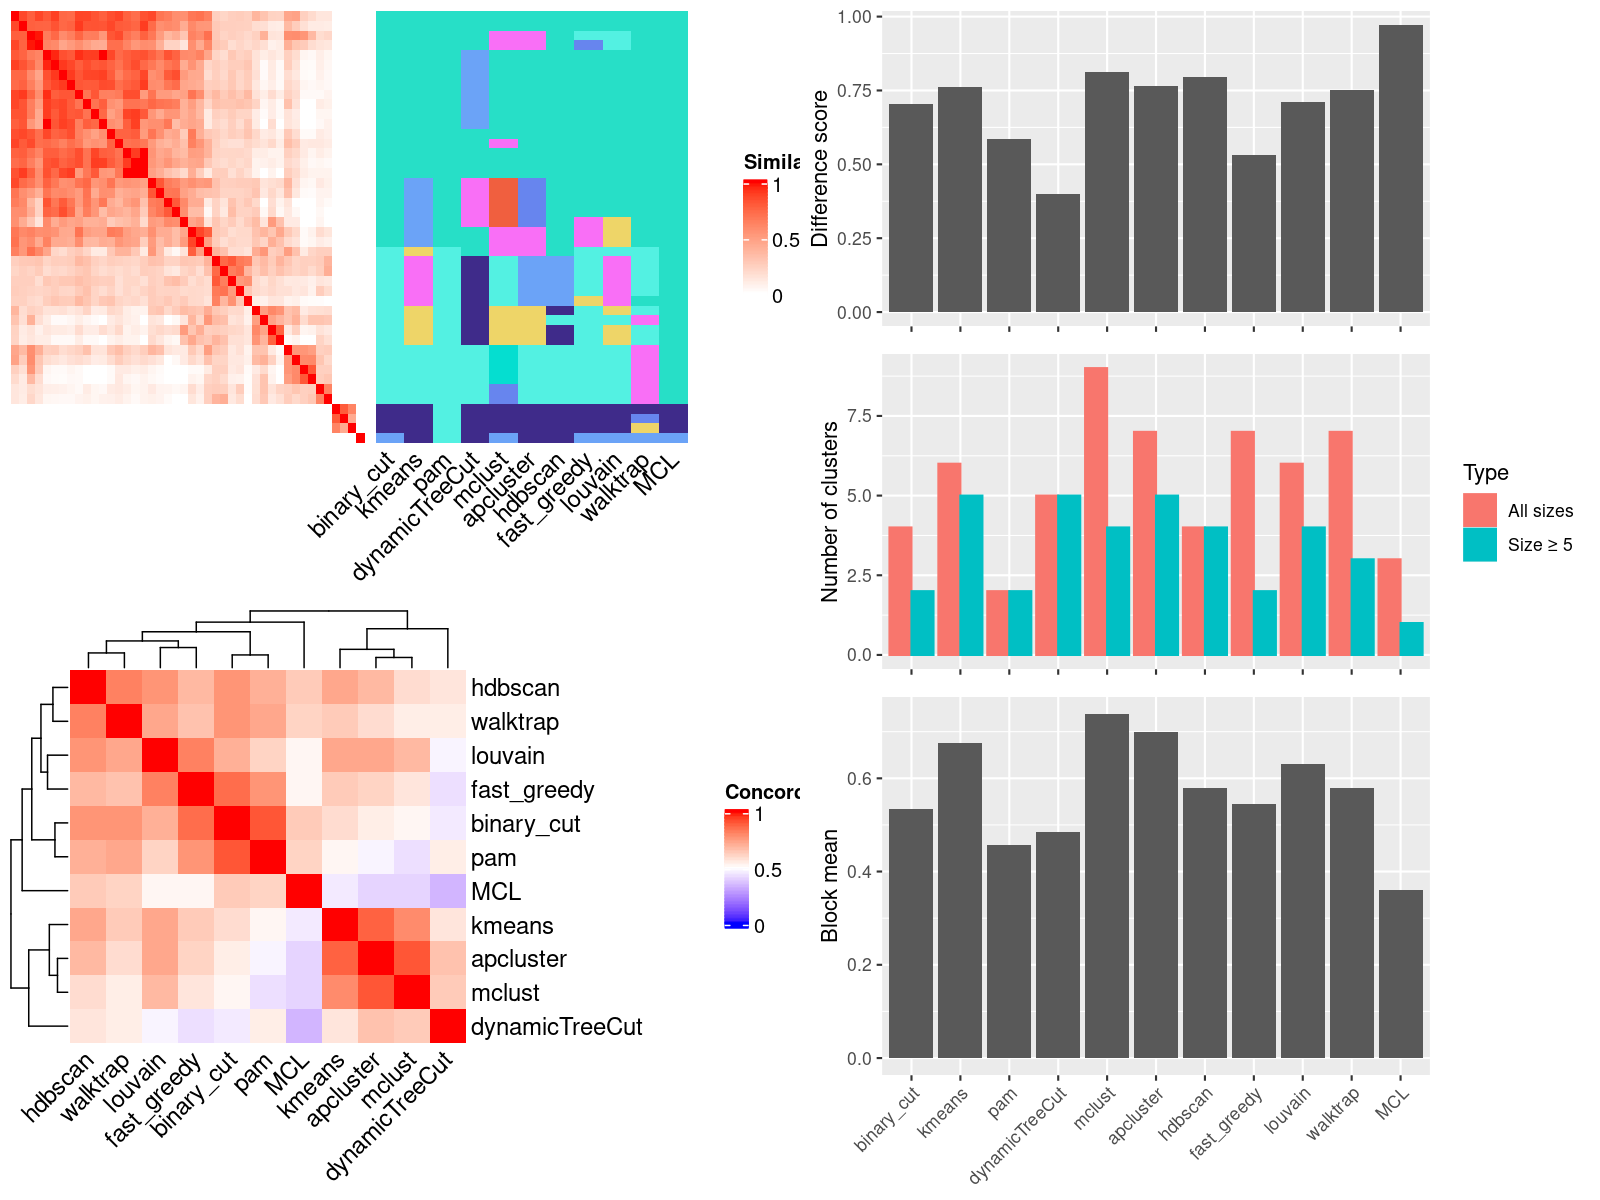 Simila
1
0.5
0
binary_cut
kmeans
pam
dynamicTreeCut
mclust
apcluster
hdbscan
fast_greedy
louvain
walktrap
MCL
hdbscan
walktrap
louvain
fast_greedy
binary_cut
pam
MCL
kmeans
apcluster
mclust
dynamicTreeCut
Concord
1
0.5
0
hdbscan
walktrap
louvain
fast_greedy
binary_cut
pam
MCL
kmeans
apcluster
mclust
dynamicTreeCut
Difference score
1.00
0.75
0.50
0.25
0.00
Number of clusters
7.5
5.0
2.5
0.0
Type
All sizes
Size ≥ 5
Block mean
0.6
0.4
0.2
0.0
binary_cut
kmeans
pam
dynamicTreeCut
mclust
apcluster
hdbscan
fast_greedy
louvain
walktrap
MCL